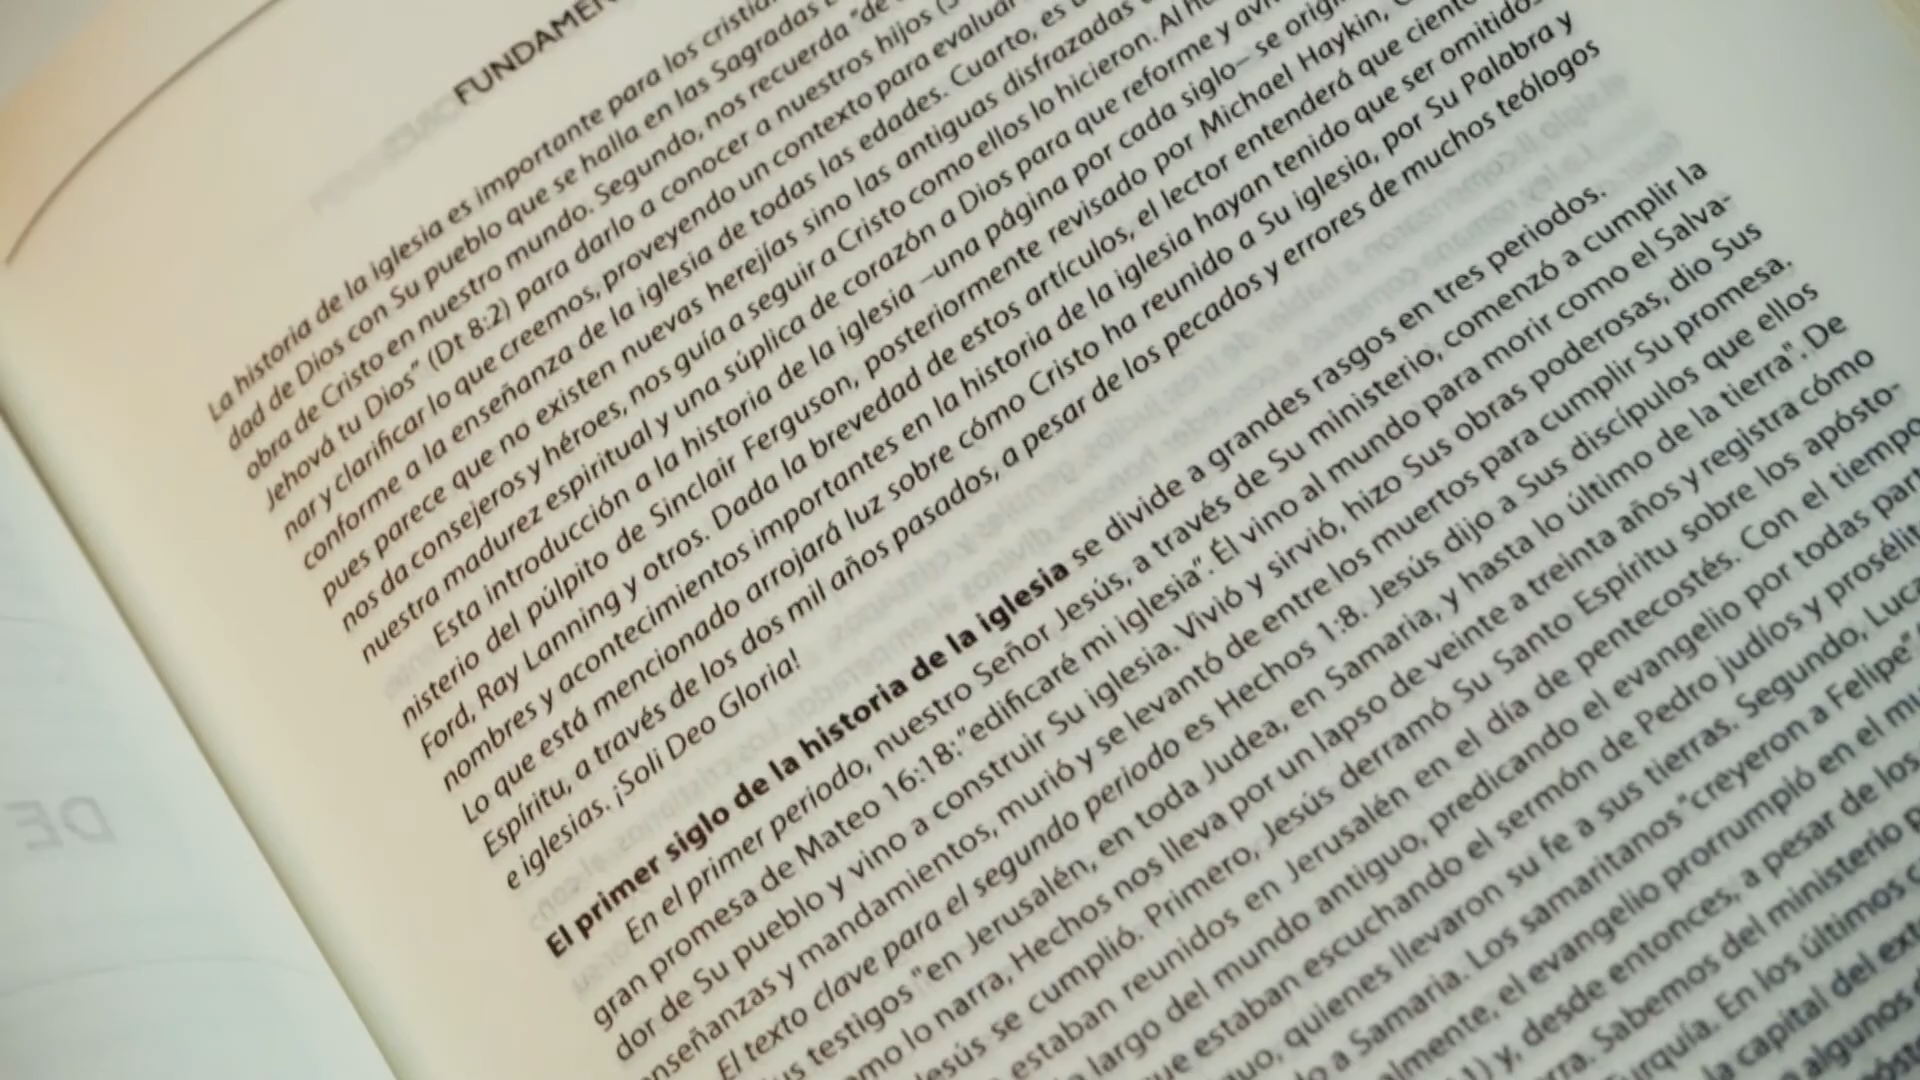 FUNDAMEN
La historia de la iglesia es importante para los cristia
dad de Dios con Su pueblo que se halla en las Sagradas
obra de Cristo en nuestro mundo. Segundo, nos recuerda "de
Jehová tu Dios" (Dt 8:2) para darlo a conocer a nuestros hijos
nar y clarificar lo que creemos, proveyendo un contexto para evaluar
conforme a la enseñanza de la iglesia de todas las edades. Cuarto, es
pues parece que no existen nuevas herejías sino las antiguas disfrazadas
nos da consejeros y héroes, nos guía a seguir a Cristo como ellos lo hicieron. Al
nuestra madurez espiritual y una súplica de corazón a Dios para que reforme y avi
Esta introducción a la historia de la iglesia –una página por cada siglo– se origi
nisterio del púlpito de Sinclair Ferguson, posteriormente revisado por Michael Haykin,
Ford, Ray Lanning y otros. Dada la brevedad de estos artículos, el lector entenderá que ciento
nombres y acontecimientos importantes en la historia de la iglesia hayan tenido que ser omitidos
Lo que está mencionado arrojará luz sobre cómo Cristo ha reunido a Su iglesia, por Su Palabra y
Espíritu, a través de los dos mil años pasados, a pesar de los pecados y errores de muchos teólogos
e iglesias. ¡Soli Deo Gloria!
El primer siglo de la historia de la iglesia se divide a grandes rasgos en tres periodos.
En el primer periodo, nuestro Señor Jesús, a través de Su ministerio, comenzó a cumplir la
gran promesa de Mateo 16:18: "edificaré mi iglesia". Él vino al mundo para morir como el Salva-
dor de Su pueblo y vino a construir Su iglesia. Vivió y sirvió, hizo Sus obras poderosas, dio Sus
enseñanzas y mandamientos, murió y se levantó de entre los muertos para cumplir Su promesa.
El texto clave para el segundo periodo es Hechos 1:8. Jesús dijo a Sus discípulos que ellos
us testigos "en Jerusalén, en toda Judea, en Samaria, y hasta lo último de la tierra". De
omo lo narra, Hechos nos lleva por un lapso de veinte a treinta años y registra cómo
esús se cumplió. Primero, Jesús derramó Su Santo Espíritu sobre los apósto-
estaban reunidos en Jerusalén en el día de pentecostés. Con el tiempo
largo del mundo antiguo, predicando el evangelio por todas part
que estaban escuchando el sermón de Pedro judíos y prosélit
quienes llevaron su fe a sus tierras. Segundo, Luca
a Samaria. Los samaritanos "creyeron a Felipe"
almente, el evangelio prorrumpió en el mu
1) y, desde entonces, a pesar de los
rra. Sabemos del ministerio p
urquía. En los últimos
la capital del ext
algunos